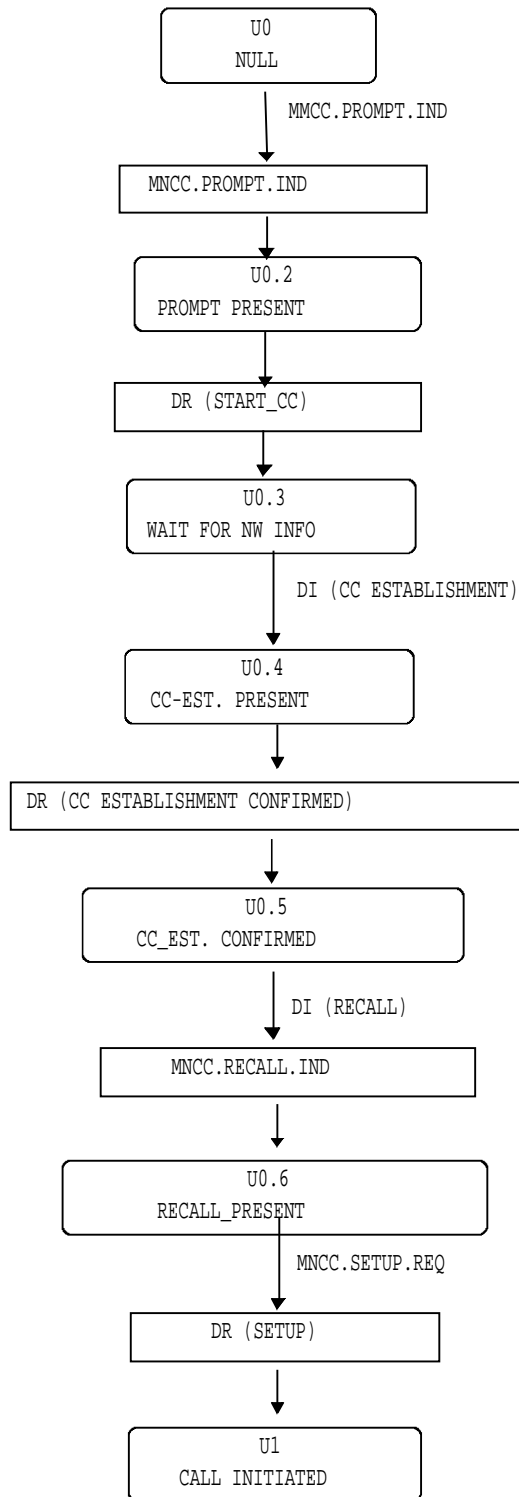 U0
NULL
MMCC.PROMPT.IND
MNCC.PROMPT.IND
U0.2
PROMPT PRESENT
DR (START_CC)
U0.3
WAIT FOR NW INFO
DI (CC ESTABLISHMENT)
U0.4
CC-EST. PRESENT
DR (CC ESTABLISHMENT CONFIRMED)
U0.5
CC_EST. CONFIRMED
DI (RECALL)
MNCC.RECALL.IND
U0.6
RECALL_PRESENT
MNCC.SETUP.REQ
DR (SETUP)
U1
CALL INITIATED